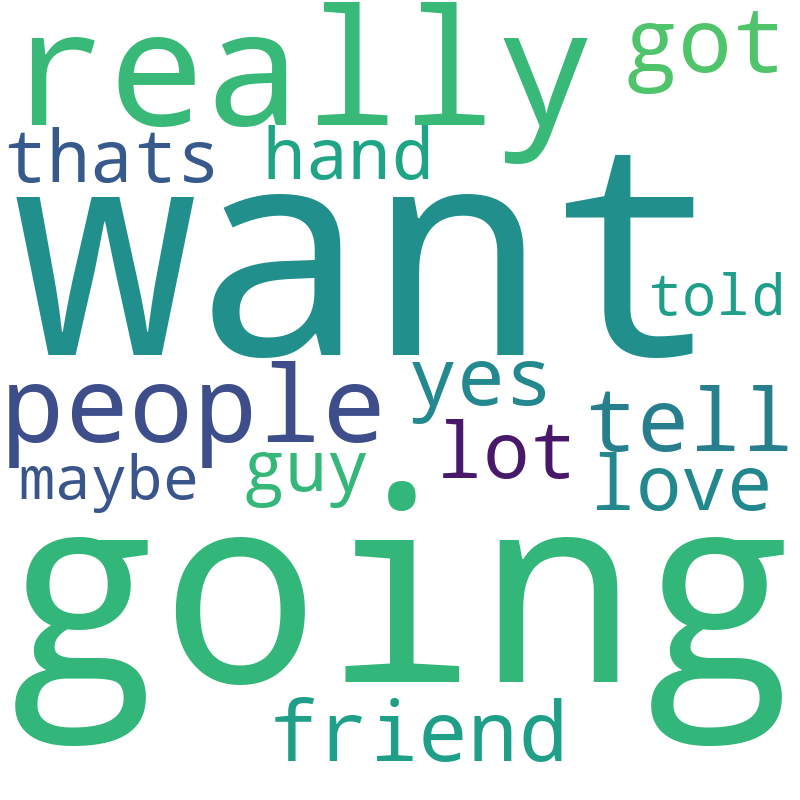 really got
thats hand
want
told
people yes
tell
lot
maybe guy love
going
friend